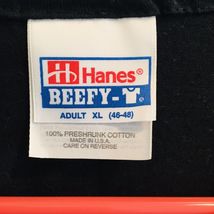 Hanes
BEEFY-T
ADULT XL (46-48)
100% PRESHRUNK COTTON
MADE IN U.S.A.
CARE ON REVERSE